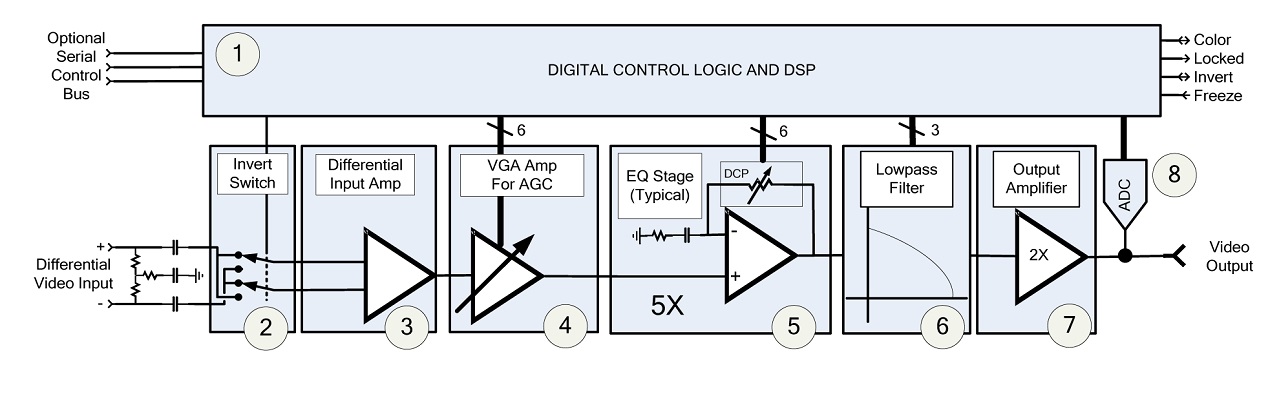 Optional
Serial
Control
Bus
1
DIGITAL CONTROL LOGIC AND DSP
Color
Locked
Invert
Freeze
6
6
3
Invert
Switch
Differential
Input Amp
VGA Amp
For AGC
EQ Stage
(Typical)
DCP
Lowpass
Filter
Output
Amplifier
ADC
8
+
Differential
Video Input
-
-
+
2X
Video
Output
5X
2
3
4
5
6
7